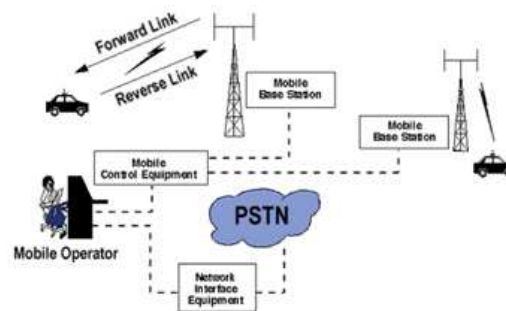 Forward Link
Reverse Link
Mobile
Base Station
Mobile
Base Station
Mobile
Control Equipment
PSTN
Mobile Operator
Network
Interface
Equipment